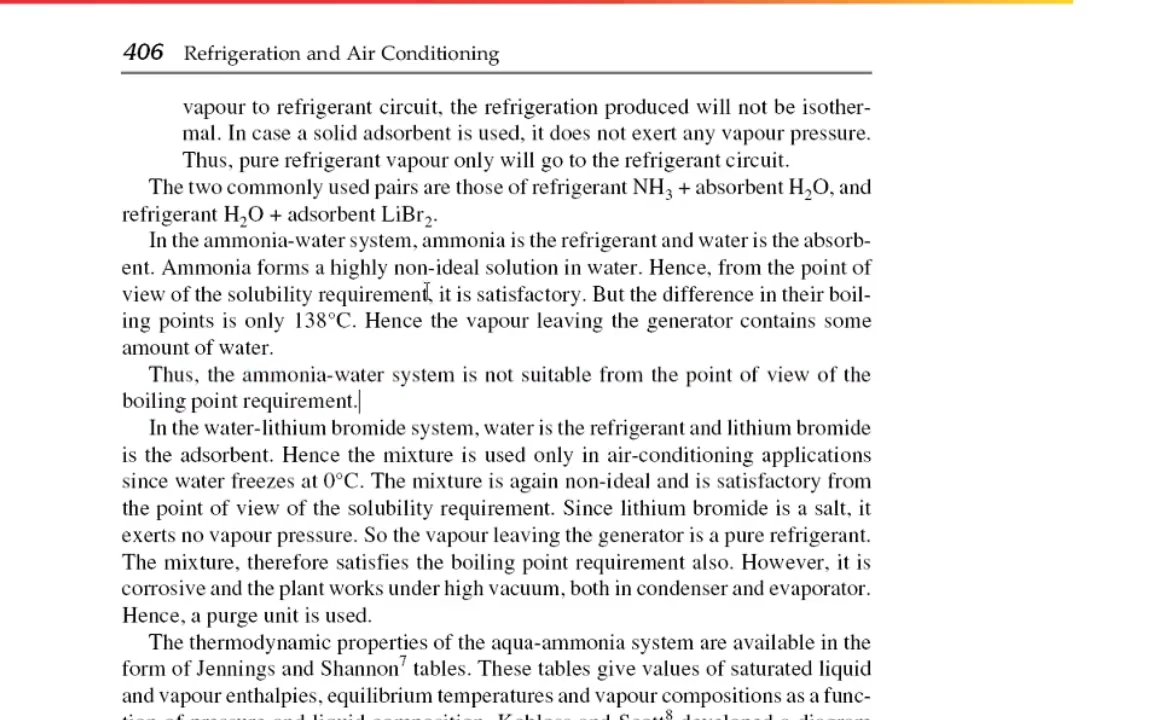 406 Refrigeration and Air Conditioning
vapour to refrigerant circuit, the refrigeration produced will not be isother-
mal. In case a solid adsorbent is used, it does not exert any vapour pressure.
Thus, pure refrigerant vapour only will go to the refrigerant circuit.
The two commonly used pairs are those of refrigerant NH₃ + absorbent H₂O, and
refrigerant H₂O + adsorbent LiBr₂.
In the ammonia-water system, ammonia is the refrigerant and water is the absorb-
ent. Ammonia forms a highly non-ideal solution in water. Hence, from the point of
view of the solubility requirement, it is satisfactory. But the difference in their boil-
ing points is only 138°C. Hence the vapour leaving the generator contains some
amount of water.
Thus, the ammonia-water system is not suitable from the point of view of the
boiling point requirement.
In the water-lithium bromide system, water is the refrigerant and lithium bromide
is the adsorbent. Hence the mixture is used only in air-conditioning applications
since water freezes at 0°C. The mixture is again non-ideal and is satisfactory from
the point of view of the solubility requirement. Since lithium bromide is a salt, it
exerts no vapour pressure. So the vapour leaving the generator is a pure refrigerant.
The mixture, therefore satisfies the boiling point requirement also. However, it is
corrosive and the plant works under high vacuum, both in condenser and evaporator.
Hence, a purge unit is used.
The thermodynamic properties of the aqua-ammonia system are available in the
form of Jennings and Shannon⁷ tables. These tables give values of saturated liquid
and vapour enthalpies, equilibrium temperatures and vapour compositions as a func-